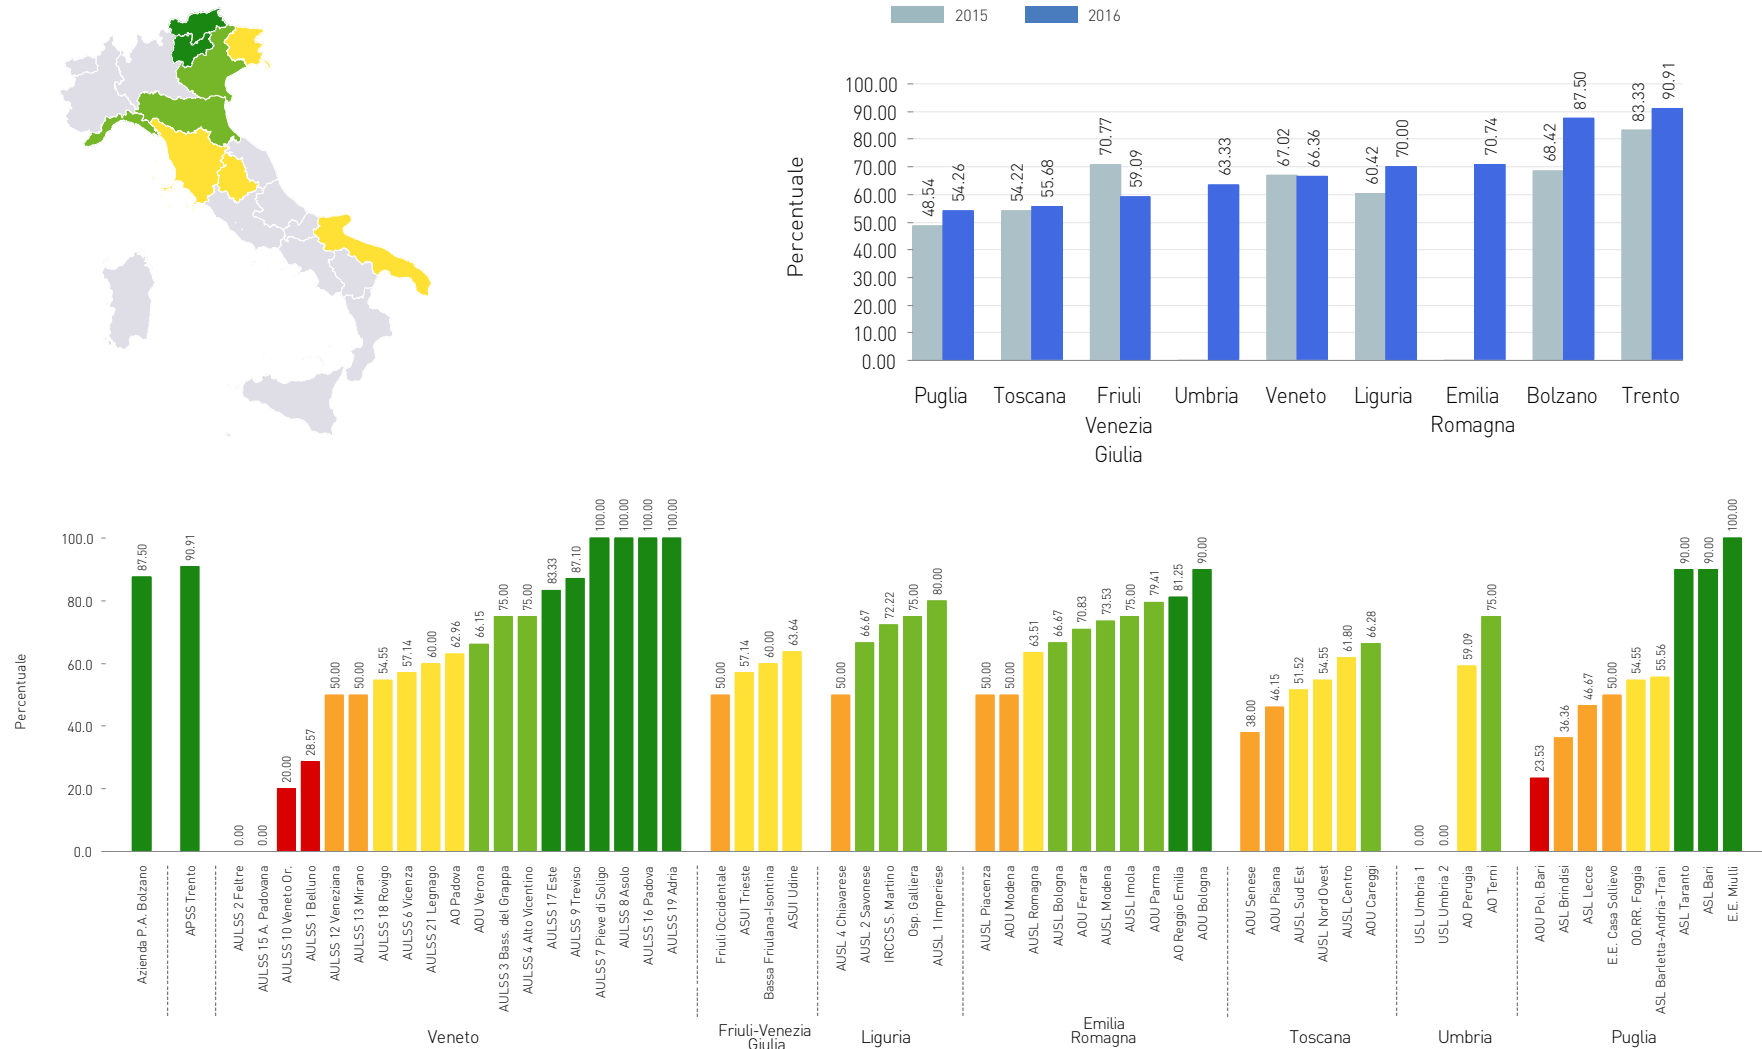 2015
2016
Percentuale
100.00
90.00
80.00
70.00
60.00
50.00
40.00
30.00
20.00
10.00
0.00
48.54
54.26
54.22
55.68
70.77
59.09
63.33
67.02
66.36
60.42
70.00
70.74
68.42
87.50
83.33
90.91
Puglia
Toscana
Friuli
Venezia
Giulia
Umbria
Veneto
Liguria
Emilia
Romagna
Bolzano
Trento
Percentuale
100.0
80.0
60.0
40.0
20.0
0.0
87.50
90.91
0.00
0.00
20.00
28.57
50.00
50.00
54.55
57.14
60.00
62.96
66.15
75.00
75.00
83.33
87.10
100.00
100.00
100.00
100.00
50.00
57.14
60.00
63.64
50.00
66.67
72.22
75.00
80.00
50.00
50.00
63.51
66.67
70.83
73.53
75.00
79.41
81.25
90.00
38.00
46.15
51.52
54.55
61.80
66.28
0.00
0.00
59.09
75.00
23.53
36.36
46.67
50.00
54.55
55.56
90.00
90.00
100.00
Azienda P.A. Bolzano
APSS Trento
AULSS 2 Feltre
AULSS 15 A. Padovana
AULSS 10 Veneto Or.
AULSS 1 Belluno
AULSS 12 Veneziana
AULSS 13 Mirano
AULSS 18 Rovigo
AULSS 6 Vicenza
AULSS 21 Legnago
AO Padova
AOU Verona
AULSS 3 Bass. del Grappa
AULSS 4 Alto Vicentino
AULSS 17 Este
AULSS 9 Treviso
AULSS 7 Pieve di Soligo
AULSS 8 Asolo
AULSS 16 Padova
AULSS 19 Adria
Friuli Occidentale
ASUI Trieste
Bassa Friulana-Isontina
ASUI Udine
AUSL 4 Chiavarese
AUSL 2 Savonese
IRCCS S. Martino
Osp. Galliera
AUSL 1 Imperiese
AUSL Piacenza
AOU Modena
AUSL Romagna
AUSL Bologna
AOU Ferrara
AUSL Modena
AUSL Imola
AOU Parma
AO Reggio Emilia
AOU Bologna
AOU Senese
AOU Pisana
AUSL Sud Est
AUSL Nord Ovest
AUSL Centro
AOU Careggi
USL Umbria 1
USL Umbria 2
AO Perugia
AO Terni
AOU Pol. Bari
ASL Brindisi
ASL Lecce
E.E. Casa Sollievo
OO.RR. Foggia
ASL Barletta-Andria-Trani
ASL Taranto
ASL Bari
E.E. Miulli
Veneto
Friuli-Venezia
Giulia
Liguria
Emilia
Romagna
Toscana
Umbria
Puglia